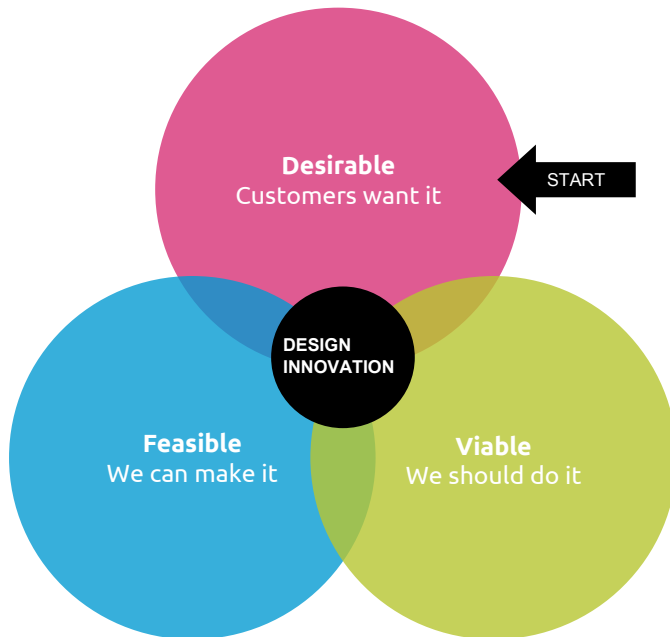 Desirable
Customers want it
START
DESIGN
INNOVATION
Feasible
We can make it
Viable
We should do it